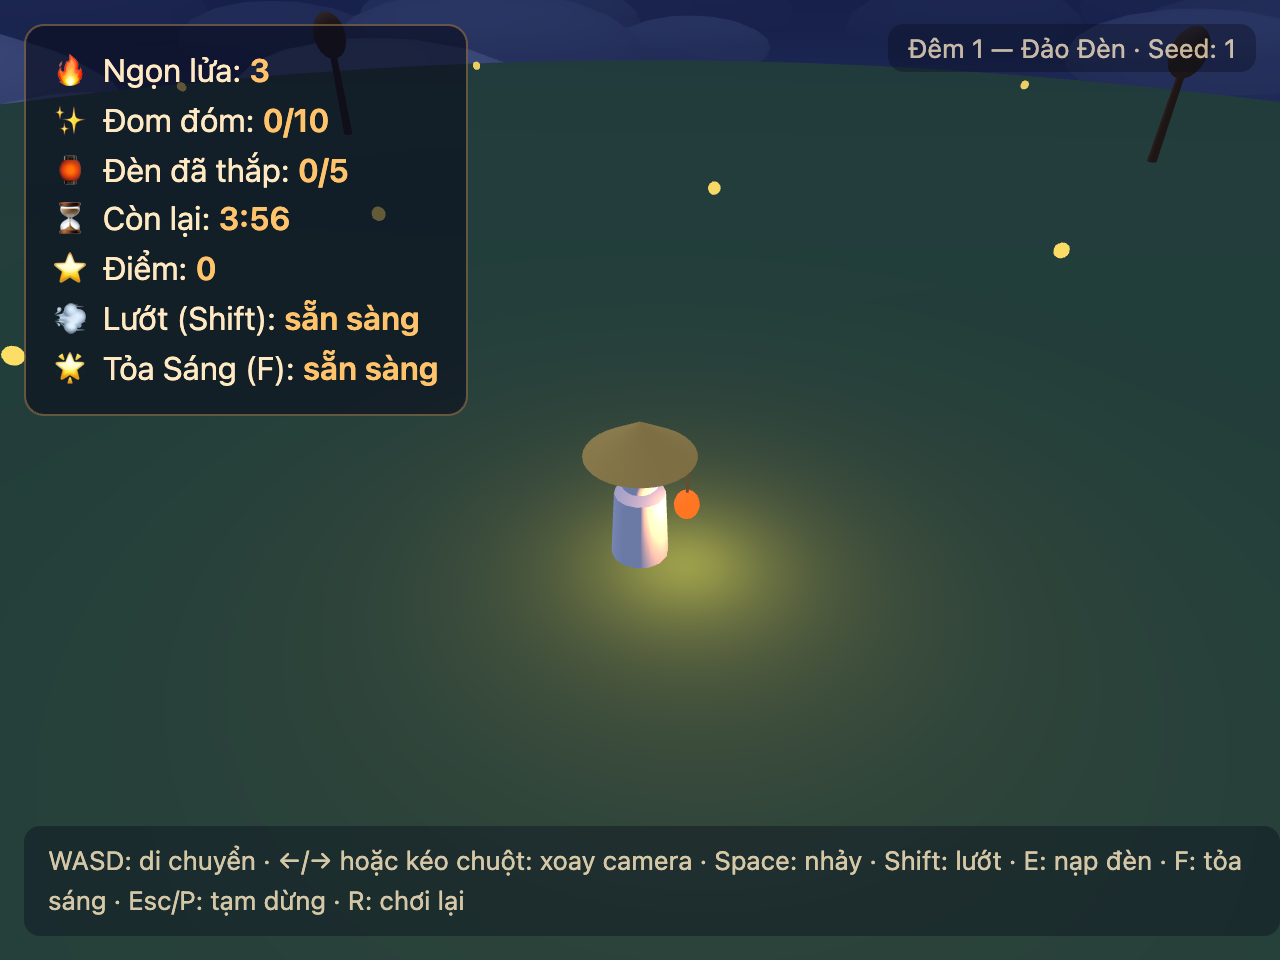 Ngọn lửa: 3
Đom đóm: 0/10
Đèn đã thắp: 0/5
Còn lại: 3:56
Điểm: 0
Lướt (Shift): sẵn sàng
Tỏa Sáng (F): sẵn sàng
Đêm 1 — Đảo Đèn · Seed: 1
WASD: di chuyển · ←/→ hoặc kéo chuột: xoay camera · Space: nhảy · Shift: lướt · E: nạp đèn · F: tỏa
sáng · Esc/P: tạm dừng · R: chơi lại